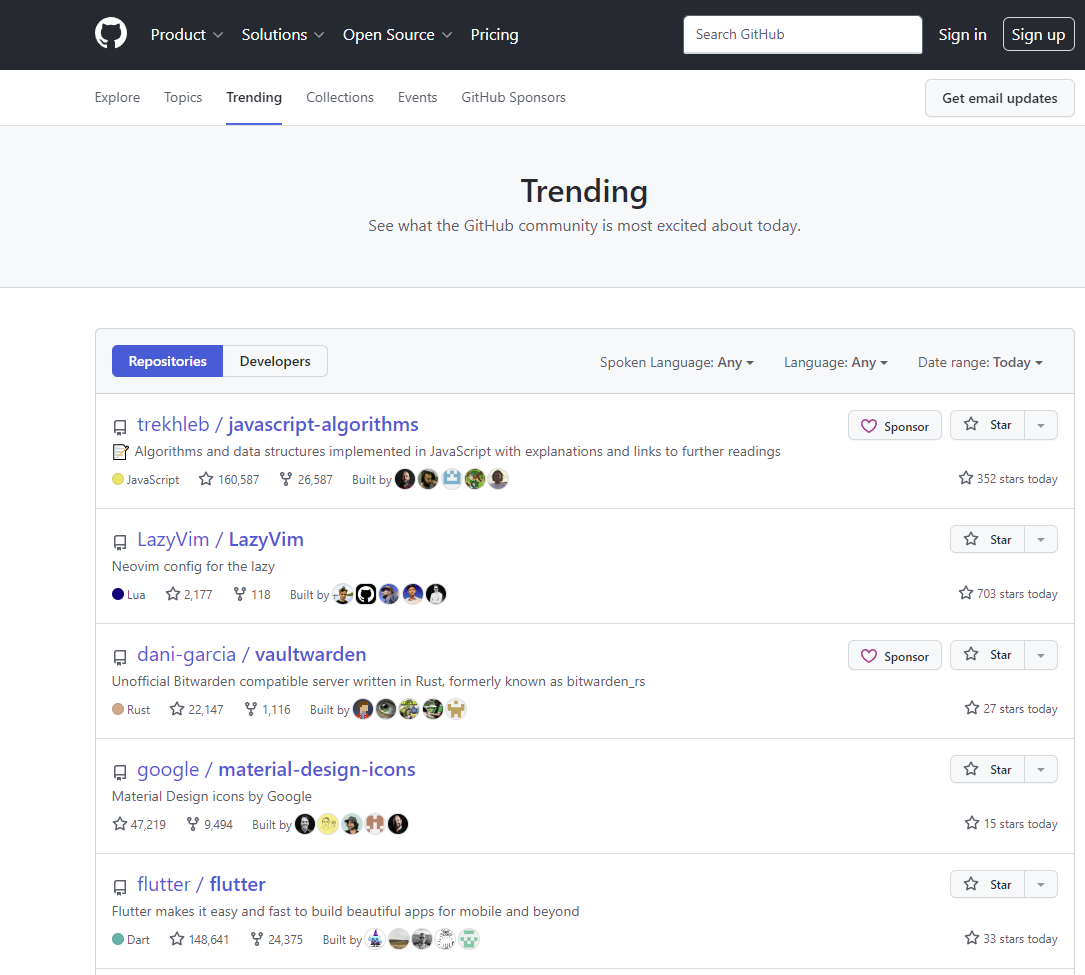 Product Solutions Open Source Pricing Search GitHub Sign in Sign up
Explore Topics Trending Collections Events GitHub Sponsors Get email updates
Trending
See what the GitHub community is most excited about today.
Repositories Developers Spoken Language: Any Language: Any Date range: Today
trekhleb / javascript-algorithms Sponsor Star
Algorithms and data structures implemented in JavaScript with explanations and links to further readings
JavaScript 160,587 26,587 Built by 352 stars today
LazyVim / LazyVim Star
Neovim config for the lazy
Lua 2,177 118 Built by 703 stars today
dani-garcia / vaultwarden Sponsor Star
Unofficial Bitwarden compatible server written in Rust, formerly known as bitwarden_rs
Rust 22,147 1,116 Built by 27 stars today
google / material-design-icons Star
Material Design icons by Google
47,219 9,494 Built by 15 stars today
flutter / flutter Star
Flutter makes it easy and fast to build beautiful apps for mobile and beyond
Dart 148,641 24,375 Built by 33 stars today